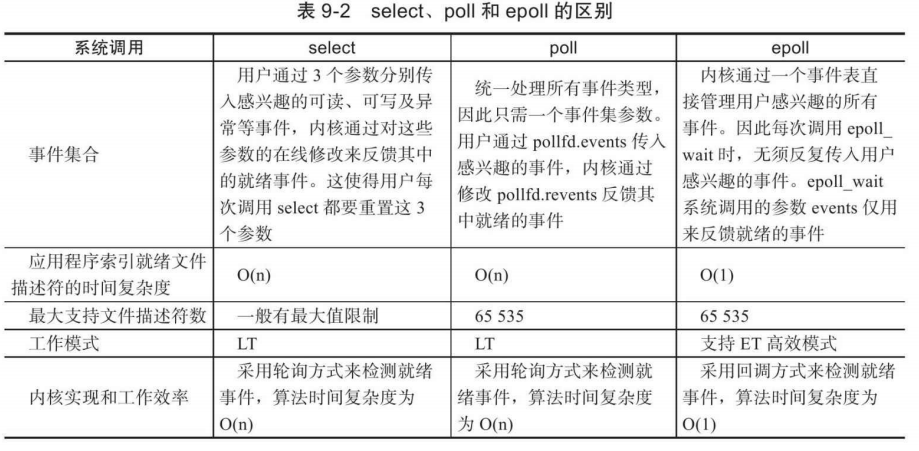 表 9-2 select、poll 和 epoll 的区别
系统调用
select
poll
epoll
事件集合
用户通过 3 个参数分别传
入感兴趣的可读、可写及异
常等事件，内核通过对这些
参数的在线修改来反馈其中
的就绪事件。这使得用户每
次调用 select 都要重置这 3
个参数
统一处理所有事件类型，
因此只需一个事件集参数。
用户通过 pollfd.events 传入
感兴趣的事件，内核通过
修改 pollfd.revents 反馈其
中就绪的事件
内核通过一个事件表直
接管理用户感兴趣的所有
事件。因此每次调用 epoll_
wait 时，无须反复传入用户
感兴趣的事件。epoll_wait
系统调用的参数 events 仅用
来反馈就绪的事件
应用程序索引就绪文件
描述符的时间复杂度
O(n)
O(n)
O(1)
最大支持文件描述符数
一般有最大值限制
65 535
65 535
工作模式
LT
LT
支持 ET 高效模式
内核实现和工作效率
采用轮询方式来检测就绪
事件，算法时间复杂度为
O(n)
采用轮询方式来检测就
绪事件，算法时间复杂度
为 O(n)
采用回调方式来检测就绪
事件，算法时间复杂度为
O(1)